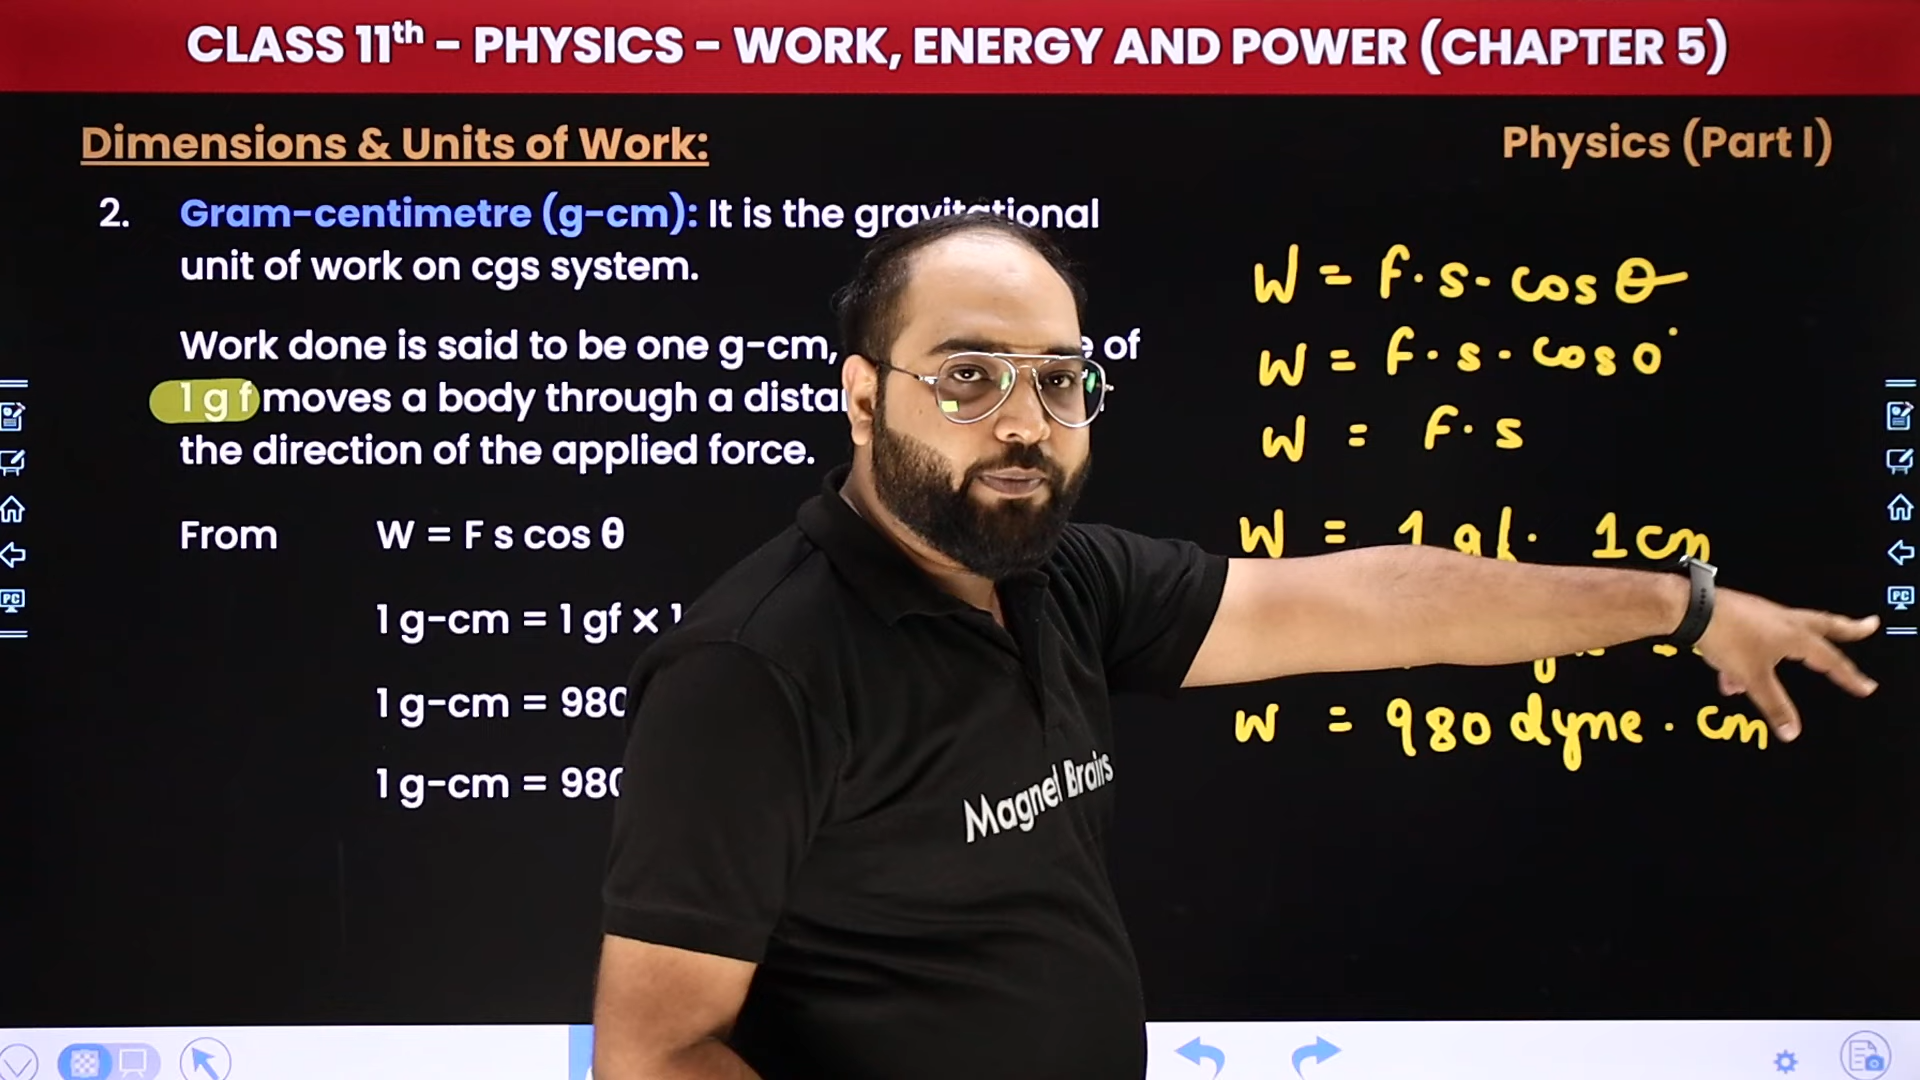 CLASS 11th - PHYSICS - WORK, ENERGY AND POWER (CHAPTER 5)
Dimensions & Units of Work:
Physics (Part I)
2. Gram-centimetre (g-cm): It is the gravitational
unit of work on cgs system.
Work done is said to be one g-cm, of
1 g f moves a body through a
the direction of the applied force.
From W = F s cos θ
1 g-cm = 1 gf × 1
1 g-cm = 980
1 g-cm = 980
W = F · s · cos θ
W = F · s · cos 0°
W = F · s
W = 1 gf · 1 cm
W = 980 dyne · cm
Magnet Brains
PC
PC